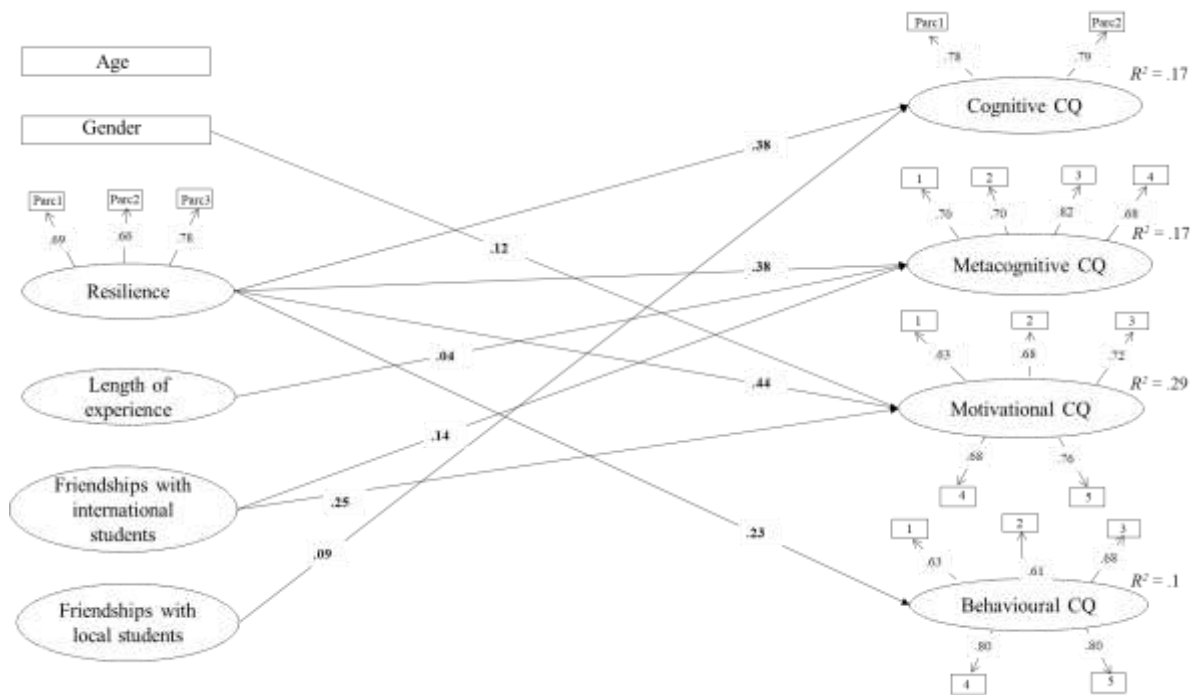 Age
Gender
Parc1
Parc2
Parc3
.69
.66
.78
Resilience
Length of
experience
Friendships with
international
students
Friendships with
local students
.38
.12
.38
.04
.44
.14
.25
.23
.09
Parc1
Parc2
.78
.79
R² = .17
Cognitive CQ
1
2
3
4
.70
.82
.68
R² = .17
Metacognitive CQ
1
2
3
.63
.68
.72
R² = .29
Motivational CQ
.68
.76
4
5
1
2
3
.63
.61
.68
R² = .1
Behavioural CQ
.80
.80
4
5